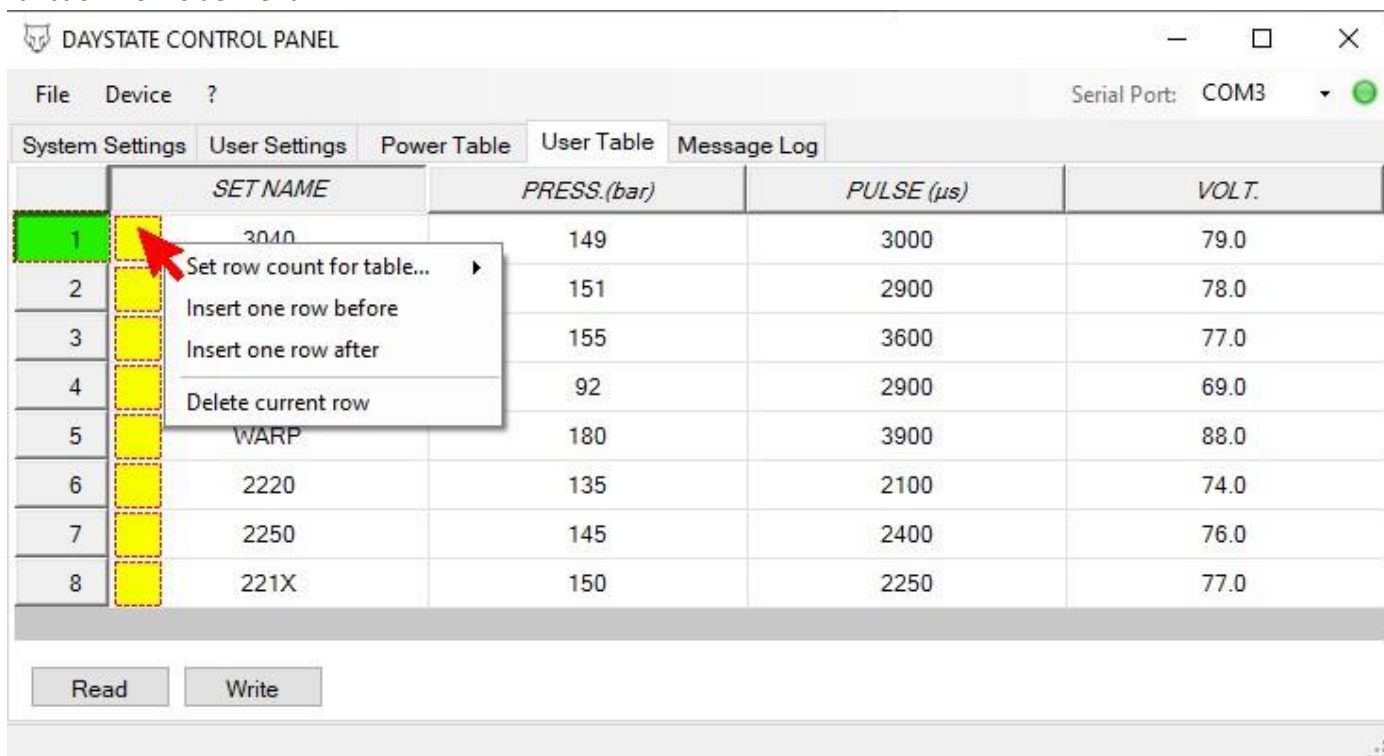 DAYSTATE CONTROL PANEL
File Device ? Serial Port: COM3
System Settings User Settings Power Table User Table Message Log
SET NAME PRESS.(bar) PULSE (µs) VOLT.
1 3040 149 3000 79.0
Set row count for table...
2 151 2900 78.0
Insert one row before
3 155 3600 77.0
Insert one row after
4 92 2900 69.0
Delete current row
5 WARP 180 3900 88.0
6 2220 135 2100 74.0
7 2250 145 2400 76.0
8 221X 150 2250 77.0
Read Write